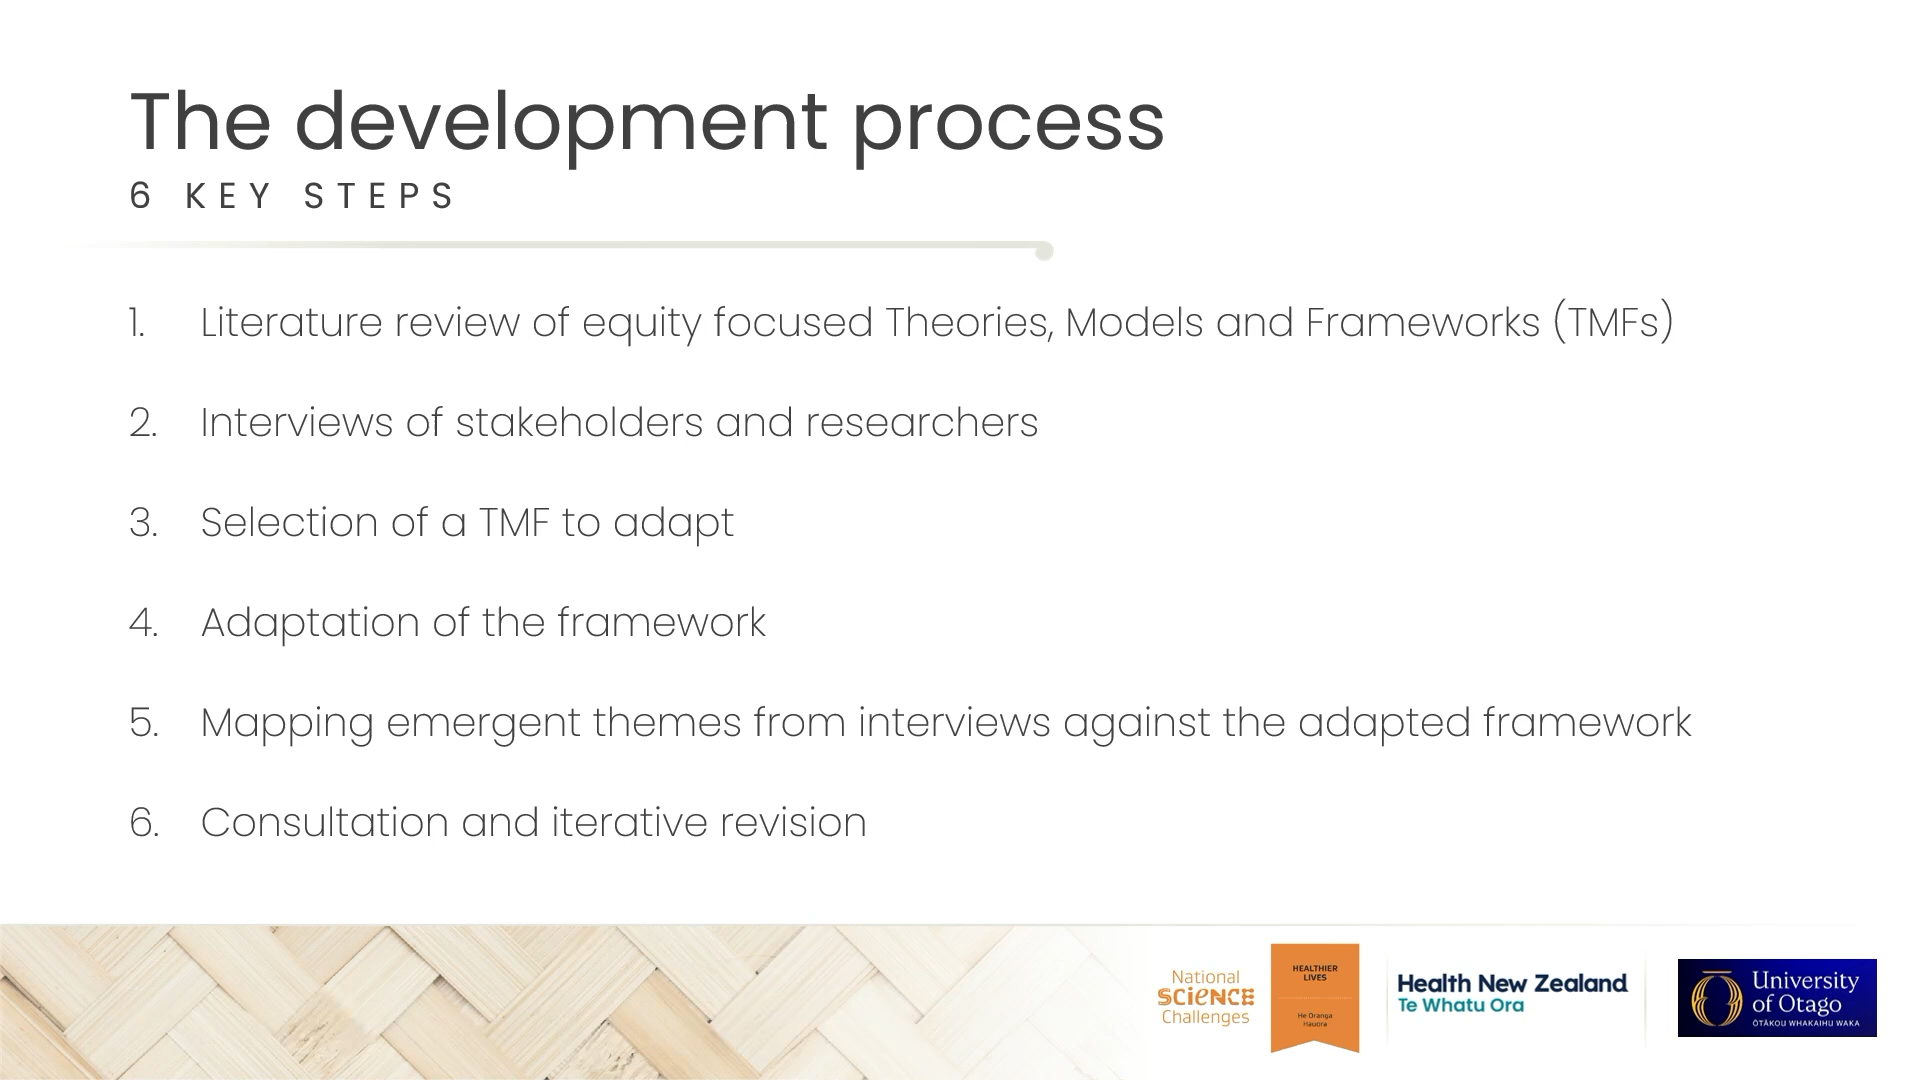 The development process
6 KEY STEPS
1. Literature review of equity focused Theories, Models and Frameworks (TMFs)
2. Interviews of stakeholders and researchers
3. Selection of a TMF to adapt
4. Adaptation of the framework
5. Mapping emergent themes from interviews against the adapted framework
6. Consultation and iterative revision
National
SCIENCE
Challenges
HEALTHIER
LIVES
He Oranga
Hauora
Health New Zealand
Te Whatu Ora
University
of Otago
ŌTĀKOU WHAKAIHU WAKA